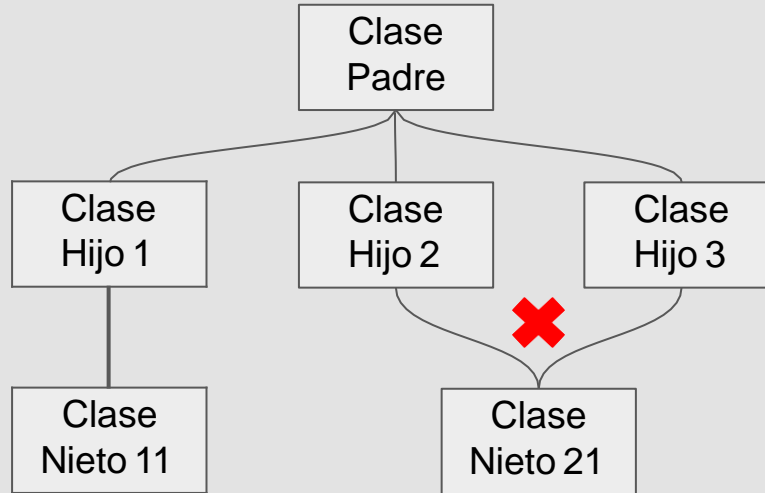 Clase
Padre
Clase
Hijo 1
Clase
Hijo 2
Clase
Hijo 3
Clase
Nieto 11
Clase
Nieto 21